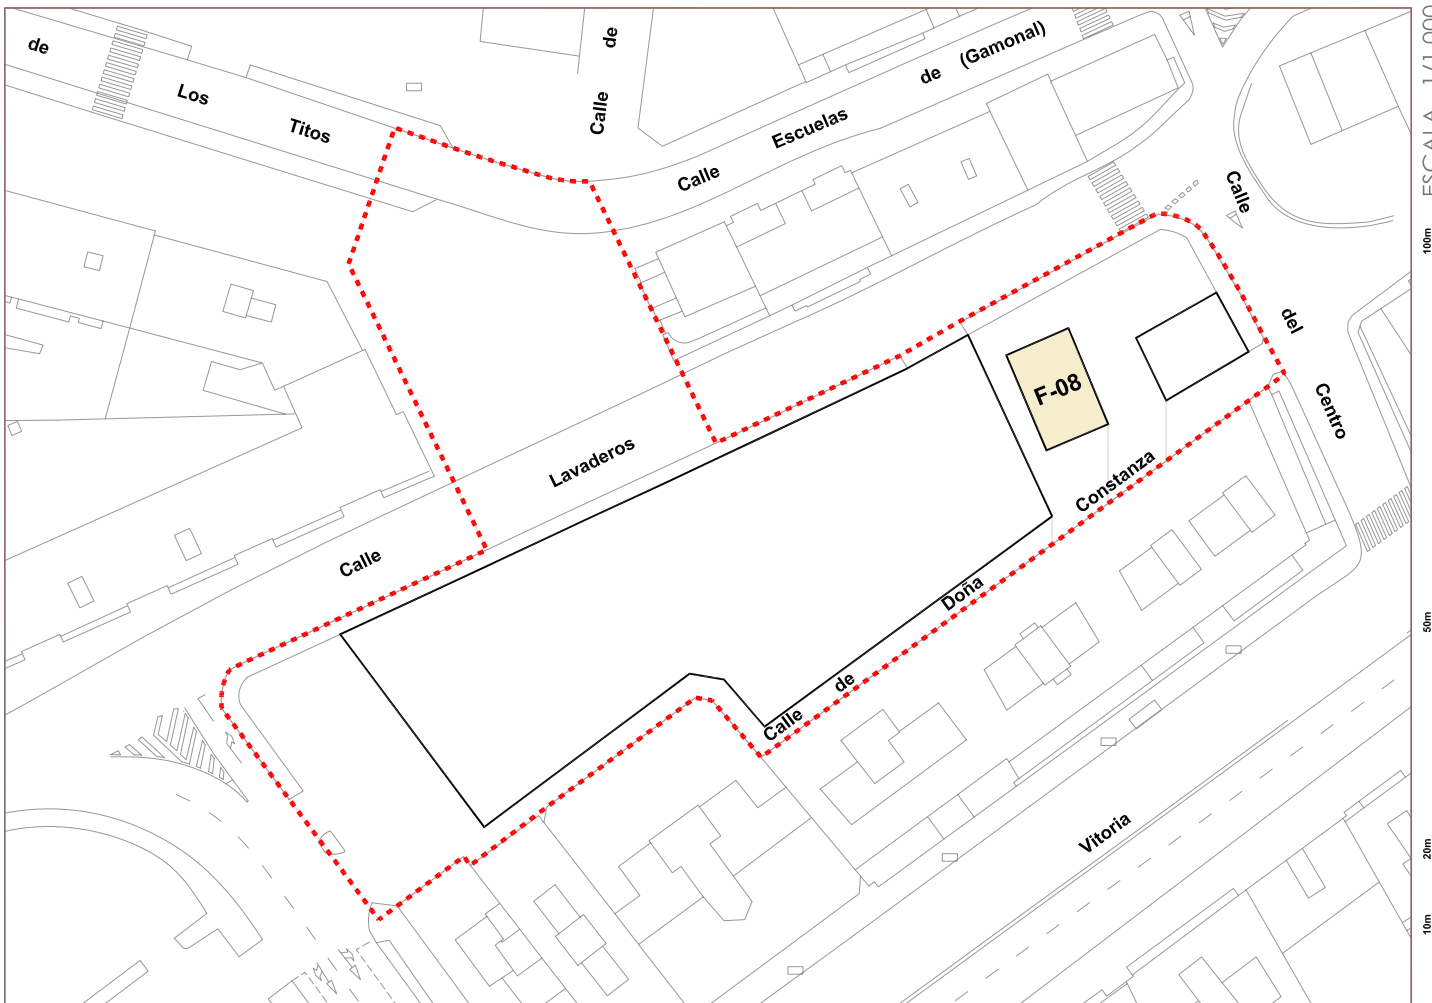 de
Los
Titos
de
Calle
Calle
Escuelas
de
(Gamonal)
Calle
del
Centro
F-08
Lavaderos
Calle
Constanza
Doña
de
Calle
Vitoria
ESCALA 1/1.000
100m
50m
20m
10m